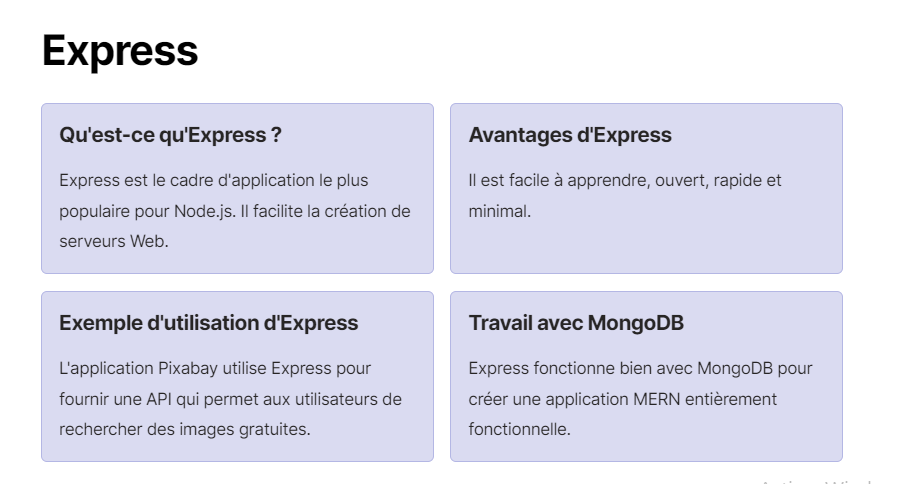 Express
Qu'est-ce qu'Express ?
Express est le cadre d'application le plus
populaire pour Node.js. Il facilite la création de
serveurs Web.
Avantages d'Express
Il est facile à apprendre, ouvert, rapide et
minimal.
Exemple d'utilisation d'Express
L'application Pixabay utilise Express pour
fournir une API qui permet aux utilisateurs de
rechercher des images gratuites.
Travail avec MongoDB
Express fonctionne bien avec MongoDB pour
créer une application MERN entièrement
fonctionnelle.